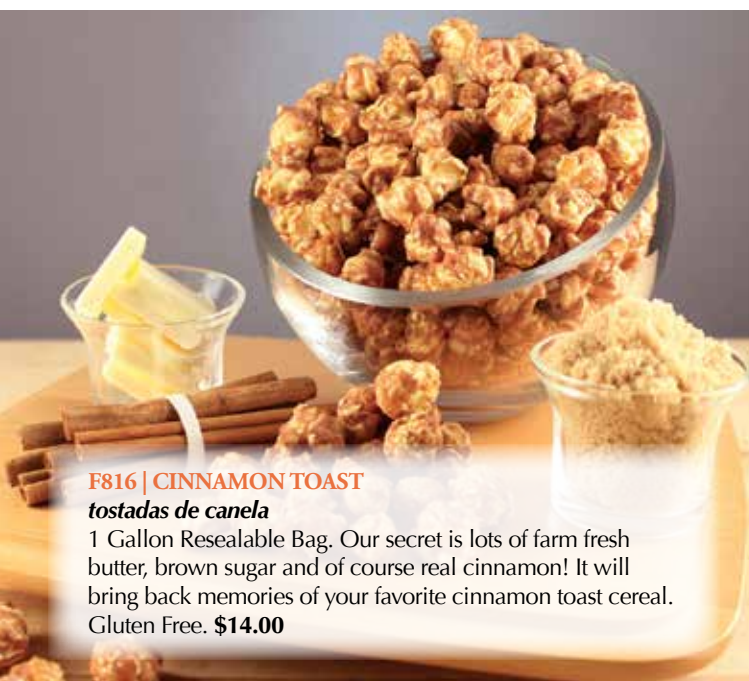 F816 | CINNAMON TOAST
tostadas de canela
1 Gallon Resealable Bag. Our secret is lots of farm fresh
butter, brown sugar and of course real cinnamon! It will
bring back memories of your favorite cinnamon toast cereal.
Gluten Free. $14.00